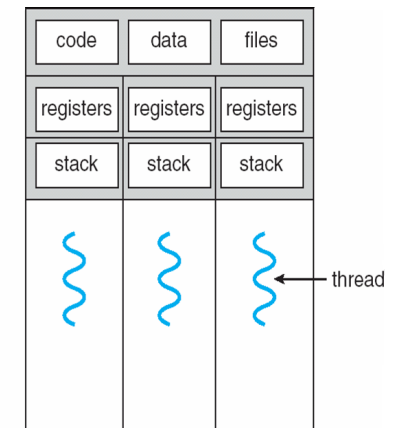 code data files
registers registers registers
stack stack stack
thread